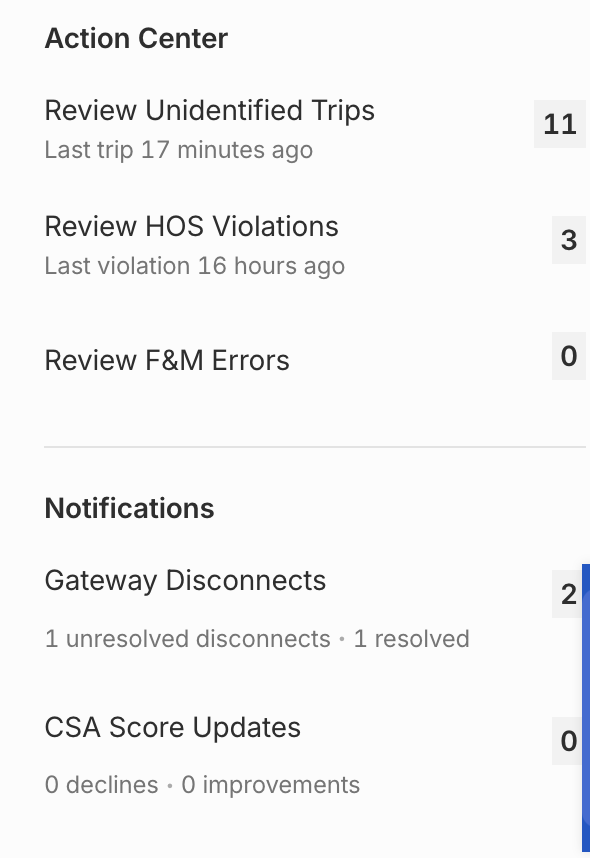 Action Center
Review Unidentified Trips
11
Last trip 17 minutes ago
Review HOS Violations
3
Last violation 16 hours ago
Review F&M Errors
0
Notifications
Gateway Disconnects
2
1 unresolved disconnects • 1 resolved
CSA Score Updates
0
0 declines • 0 improvements